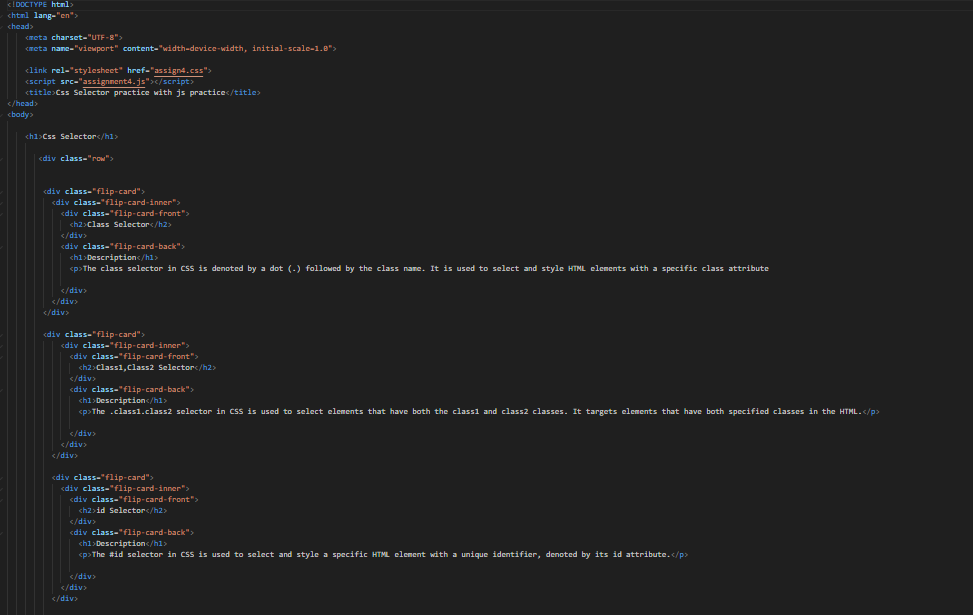 <!DOCTYPE html>
<html lang="en">
<head>
<meta charset="UTF-8">
<meta name="viewport" content="width=device-width, initial-scale=1.0">
<link rel="stylesheet" href="assign4.css">
<script src="assignment4.js"></script>
<title>Css Selector practice with js practice</title>
</head>
<body>
<h1>Css Selector</h1>
<div class="row">
<div class="flip-card">
<div class="flip-card-inner">
<div class="flip-card-front">
<h2>Class Selector</h2>
</div>
<div class="flip-card-back">
<h1>Description</h1>
<p>The class selector in CSS is denoted by a dot (.) followed by the class name. It is used to select and style HTML elements with a specific class attribute
</div>
</div>
</div>
<div class="flip-card">
<div class="flip-card-inner">
<div class="flip-card-front">
<h2>Class1,Class2 Selector</h2>
</div>
<div class="flip-card-back">
<h1>Description</h1>
<p>The .class1.class2 selector in CSS is used to select elements that have both the class1 and class2 classes. It targets elements that have both specified classes in the HTML.</p>
</div>
</div>
</div>
<div class="flip-card">
<div class="flip-card-inner">
<div class="flip-card-front">
<h2>id Selector</h2>
</div>
<div class="flip-card-back">
<h1>Description</h1>
<p>The #id selector in CSS is used to select and style a specific HTML element with a unique identifier, denoted by its id attribute.</p>
</div>
</div>
</div>